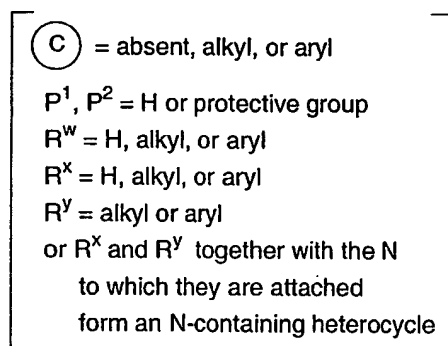 C = absent, alkyl, or aryl
P¹, P² = H or protective group
Rʷ = H, alkyl, or aryl
Rˣ = H, alkyl, or aryl
Rʸ = alkyl or aryl
or Rˣ and Rʸ together with the N
to which they are attached
form an N-containing heterocycle